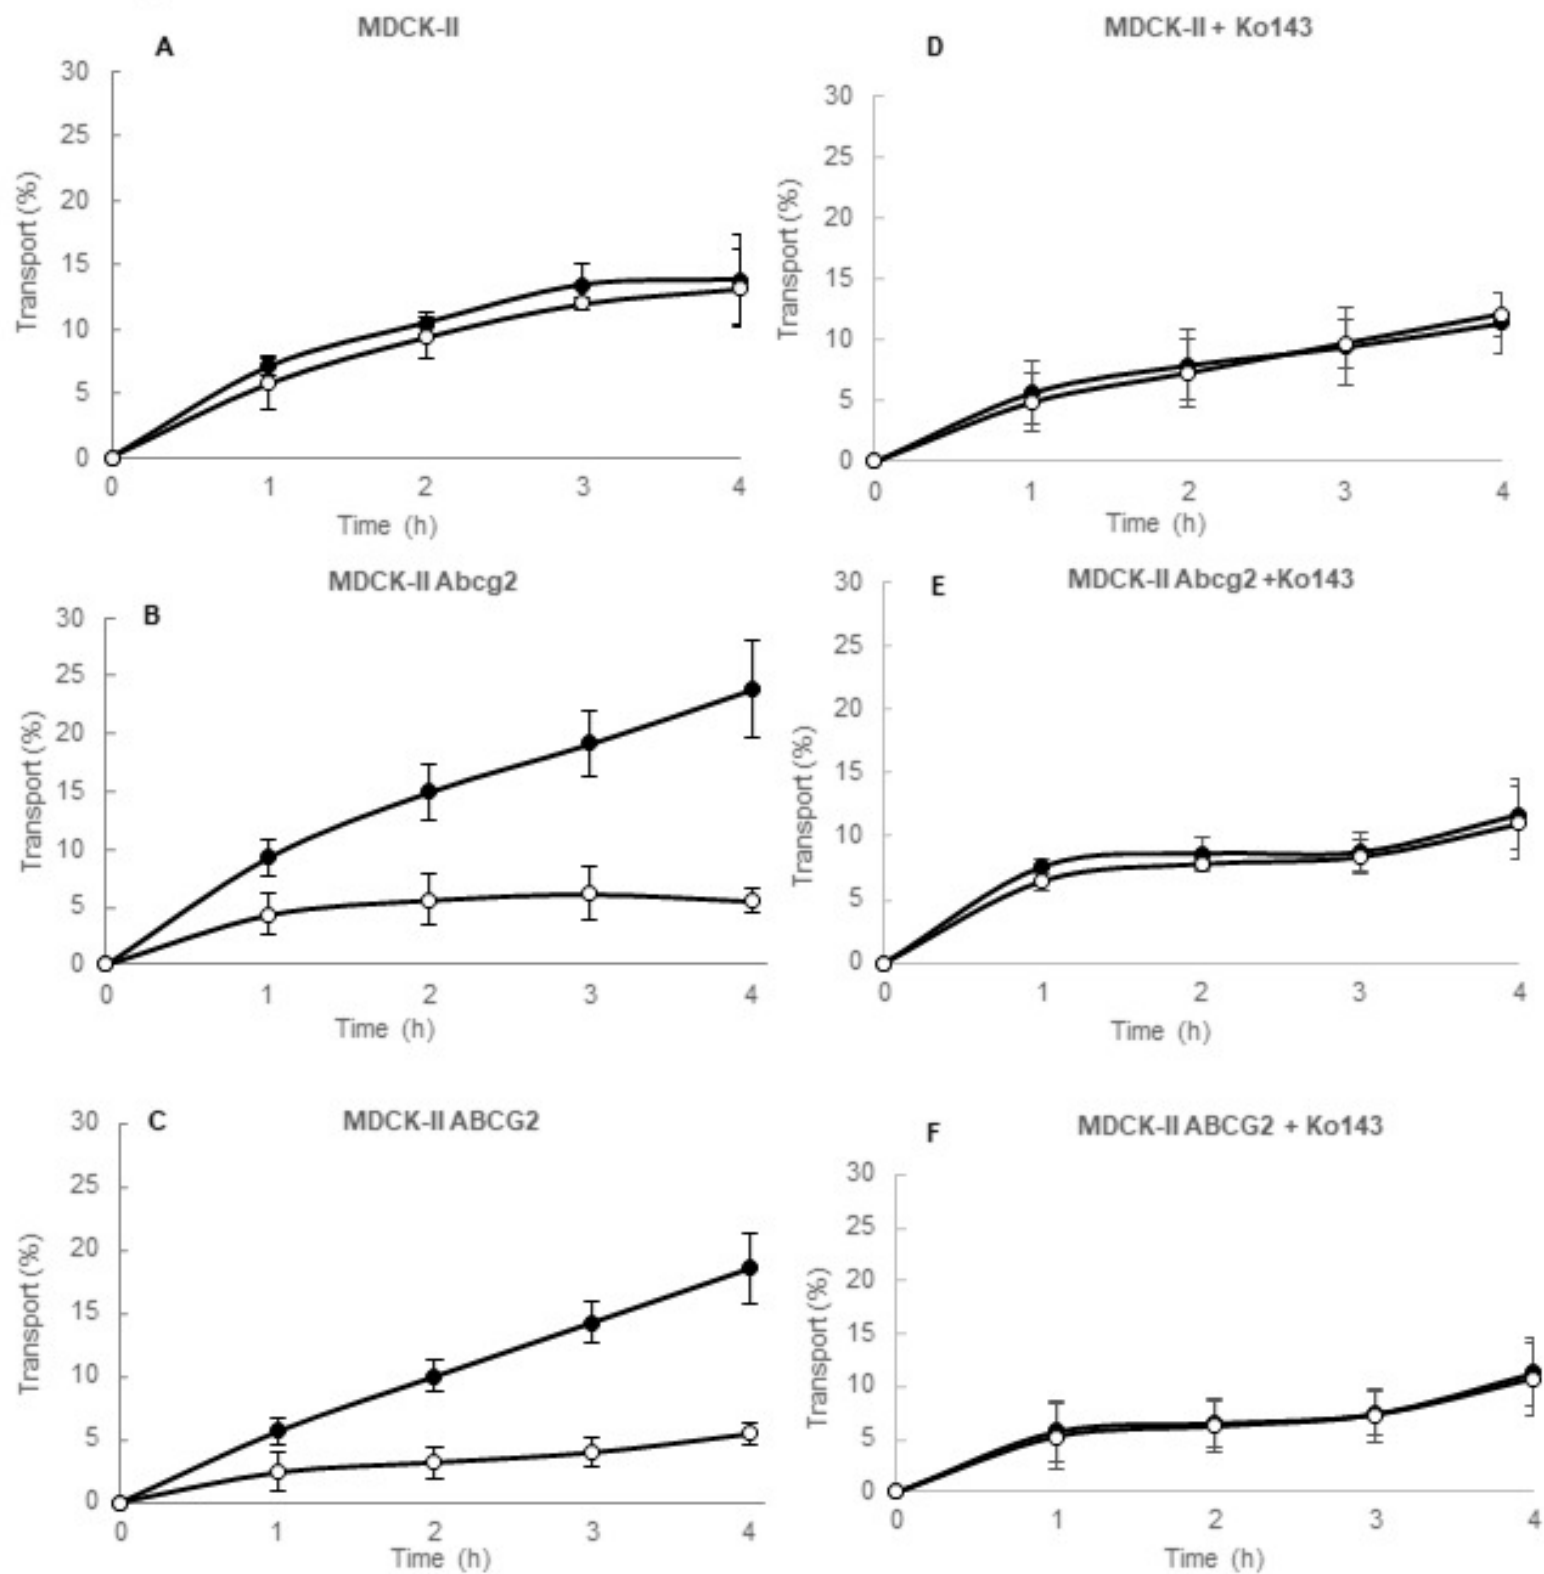 A
MDCK-II
30
25
20
15
10
5
0
Transport (%)
0 1 2 3 4
Time (h)
D
MDCK-II + Ko143
30
25
20
15
10
5
0
Transport (%)
0 1 2 3 4
Time (h)
B
MDCK-II Abcg2
30
25
20
15
10
5
0
Transport (%)
0 1 2 3 4
Time (h)
E
MDCK-II Abcg2 +Ko143
30
25
20
15
10
5
0
Transport (%)
0 1 2 3 4
Time (h)
C
MDCK-II ABCG2
30
25
20
15
10
5
0
Transport (%)
0 1 2 3 4
Time (h)
F
MDCK-II ABCG2 + Ko143
30
25
20
15
10
5
0
Transport (%)
0 1 2 3 4
Time (h)